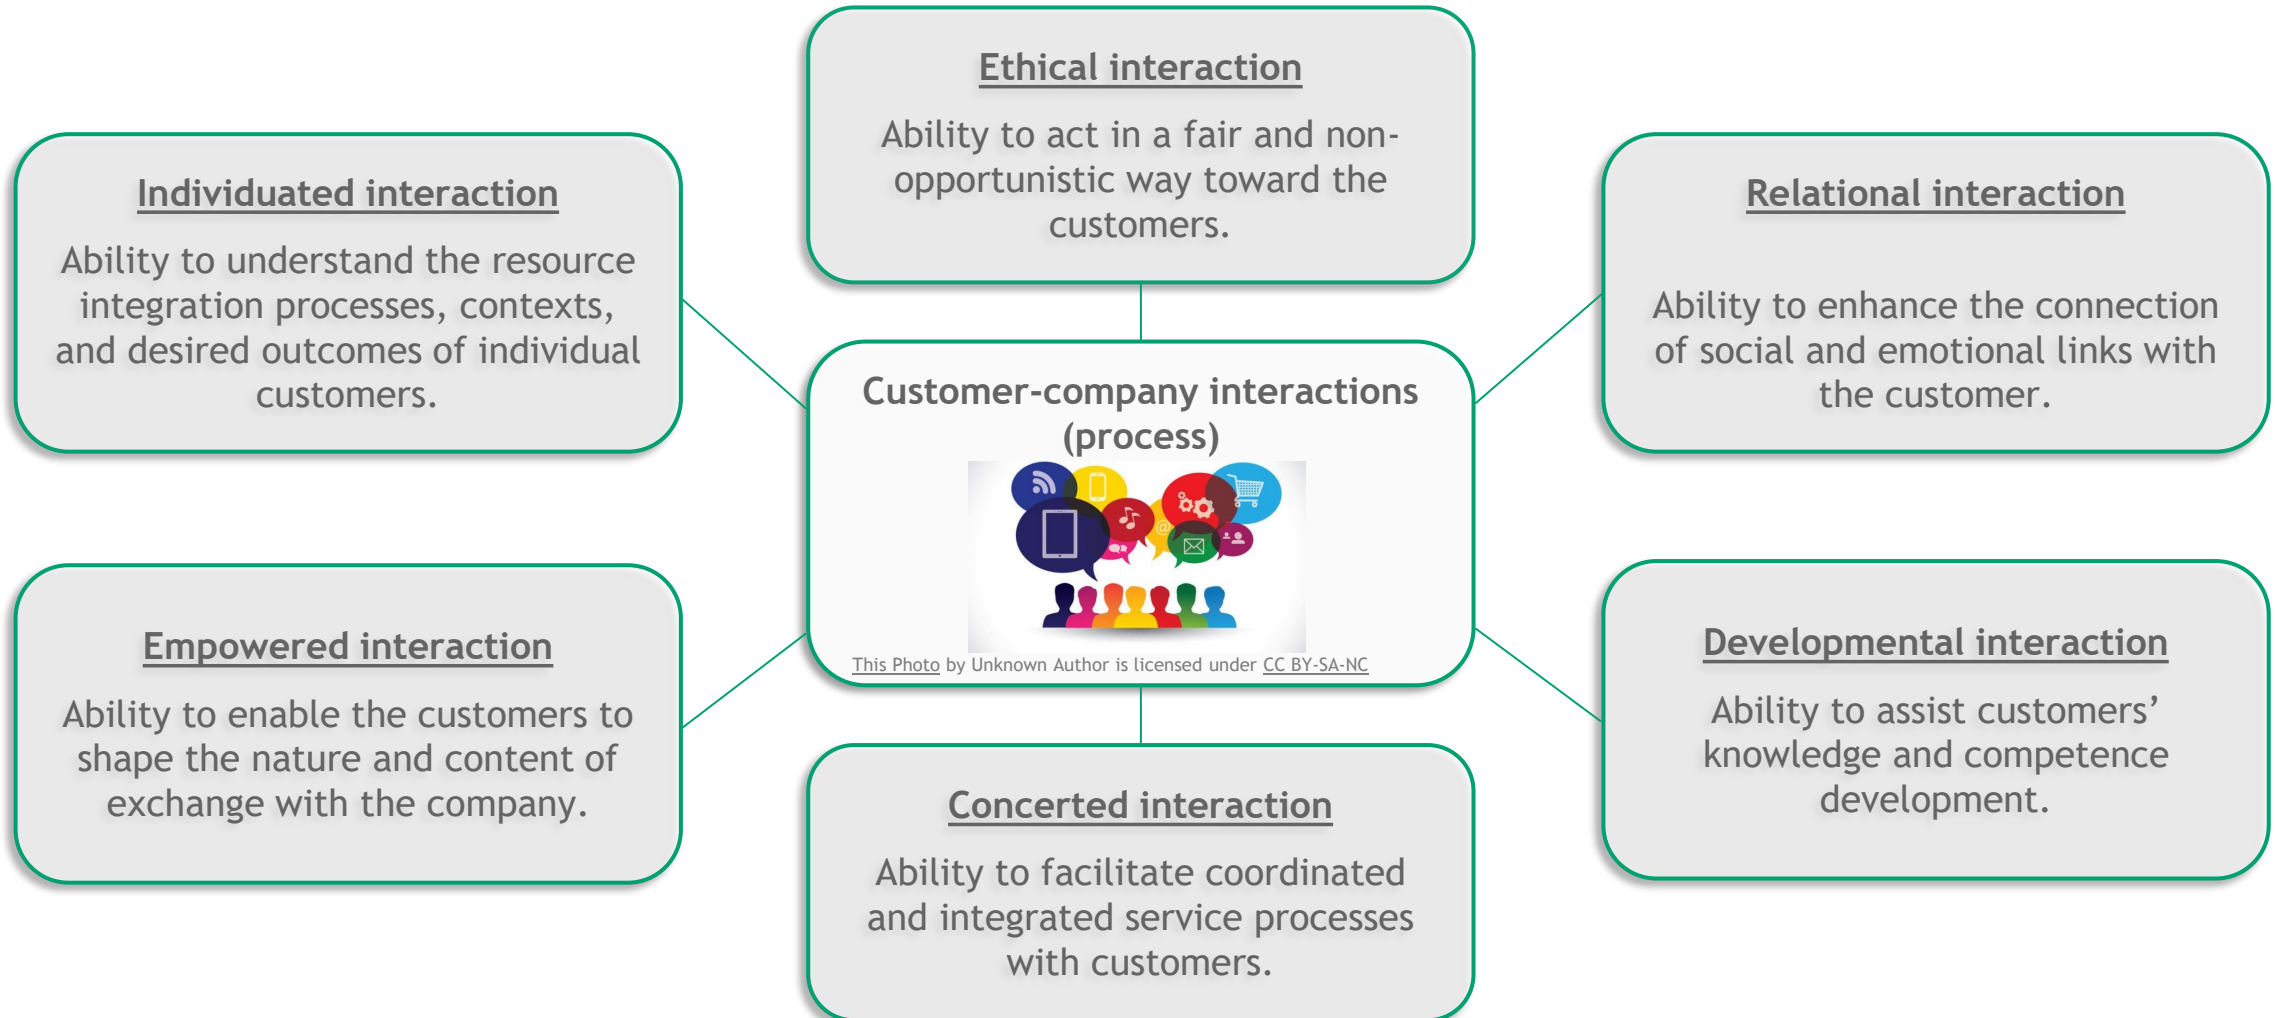 Ethical interaction
Ability to act in a fair and non-
opportunistic way toward the
customers.
Individuated interaction
Ability to understand the resource
integration processes, contexts,
and desired outcomes of individual
customers.
Relational interaction
Ability to enhance the connection
of social and emotional links with
the customer.
Customer-company interactions
(process)
@
This Photo by Unknown Author is licensed under CC BY-SA-NC
Empowered interaction
Ability to enable the customers to
shape the nature and content of
exchange with the company.
Developmental interaction
Ability to assist customers’
knowledge and competence
development.
Concerted interaction
Ability to facilitate coordinated
and integrated service processes
with customers.